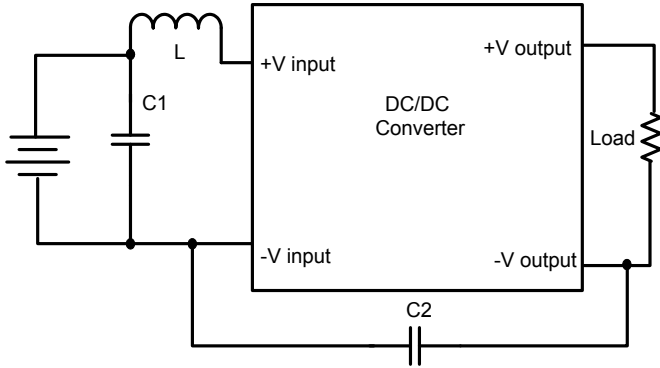 L
+V input
+V output
C1
DC/DC
Converter
Load
-V input
-V output
C2